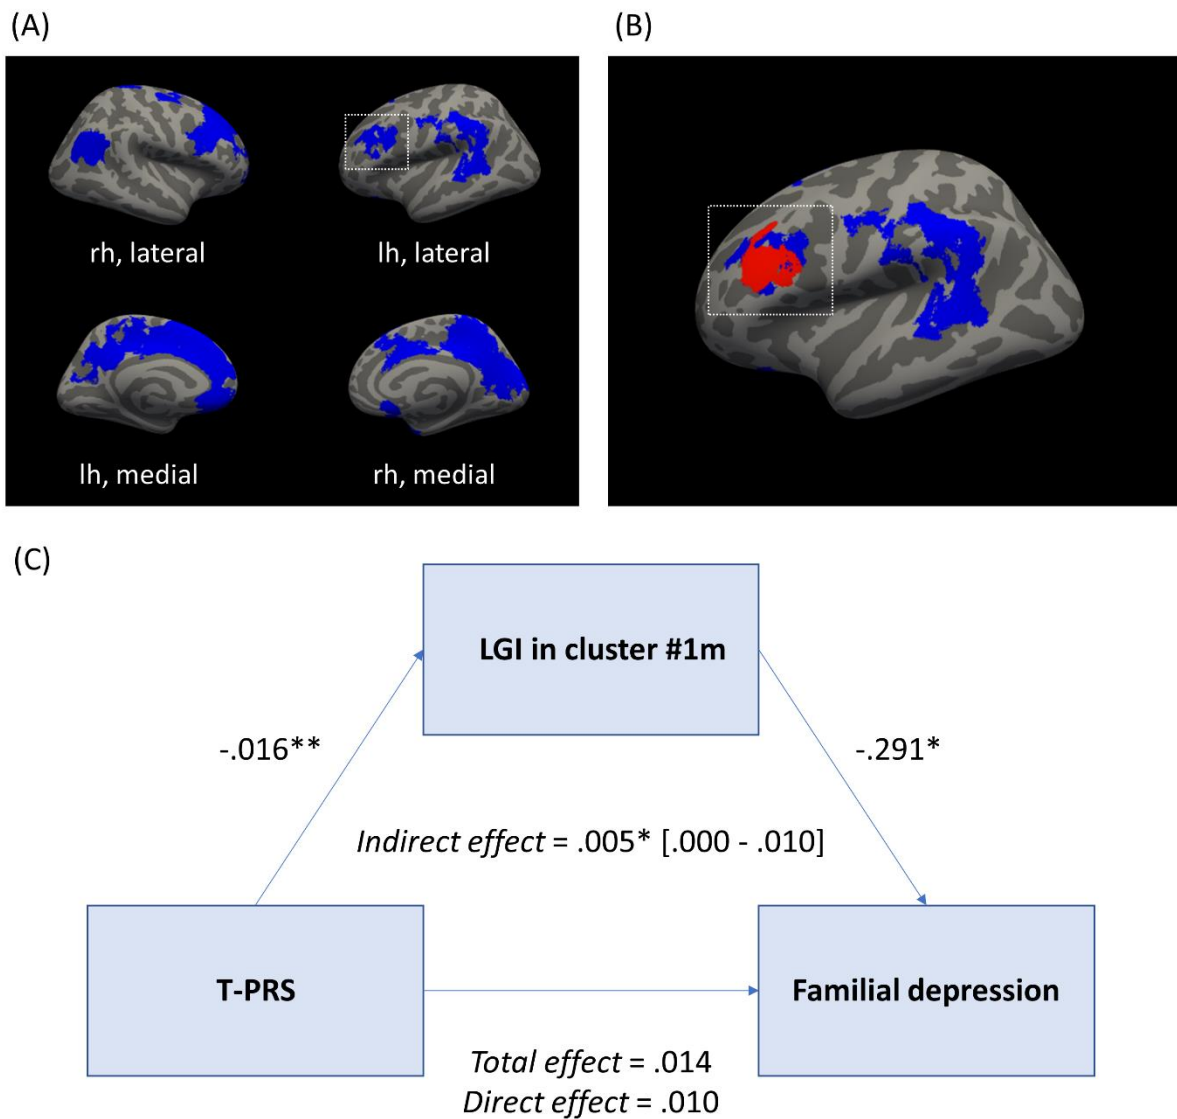 (A)
(B)
rh, lateral
lh, lateral
lh, medial
rh, medial
(C)
LGI in cluster #1m
-.016**
-.291*
Indirect effect = .005* [.000 - .010]
T-PRS
Familial depression
Total effect = .014
Direct effect = .010